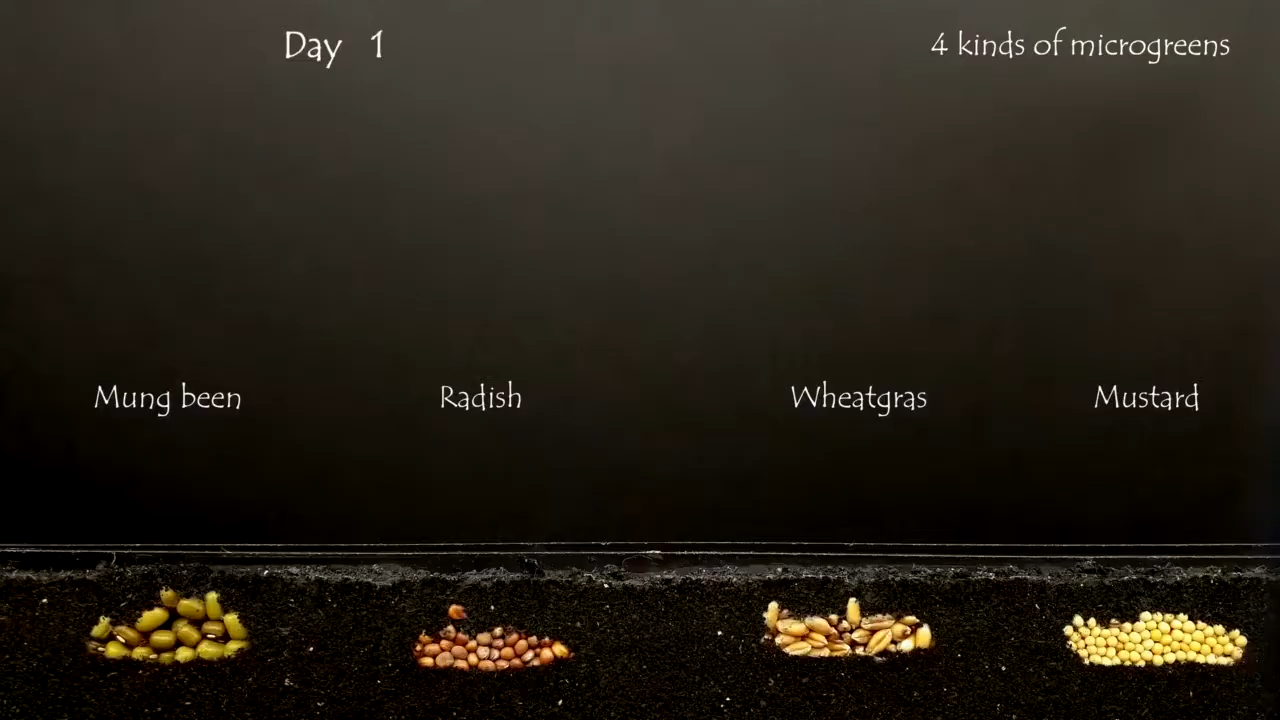 Day 1
4 kinds of microgreens
Mung been
Radish
Wheatgras
Mustard